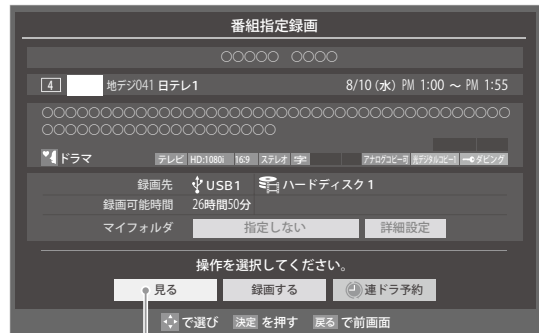 番組指定録画
○○○○○ ○○○○
4 地デジ041 日テレ1 8/10 (水) PM 1:00 ～ PM 1:55
○○○○○○○○○○○○○○○○○○○○○○○○○○○○○○○○○○○○○○○
○○○○○○○○○○○○○○○○○○○○
ドラマ テレビ HD:1080i 16:9 ステレオ 字 アナログコピー可 光デジタルコピー1 ダビング
録画先 USB1 ハードディスク1
録画可能時間 26時間50分
マイフォルダ 指定しない 詳細設定
操作を選択してください。
見る 録画する 連ドラ予約
で選び 決定 を押す 戻る で前画面